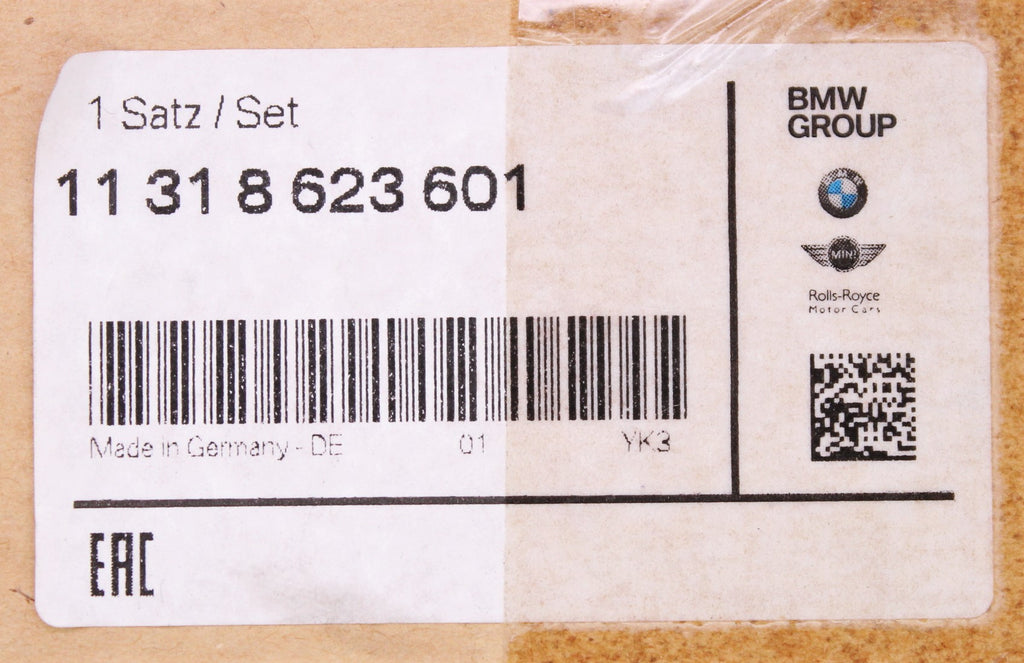 1 Satz / Set
11 31 8 623 601
Made in Germany - DE 01 YK3
EAC
BMW
GROUP
MINI
Rolls-Royce
Motor Cars